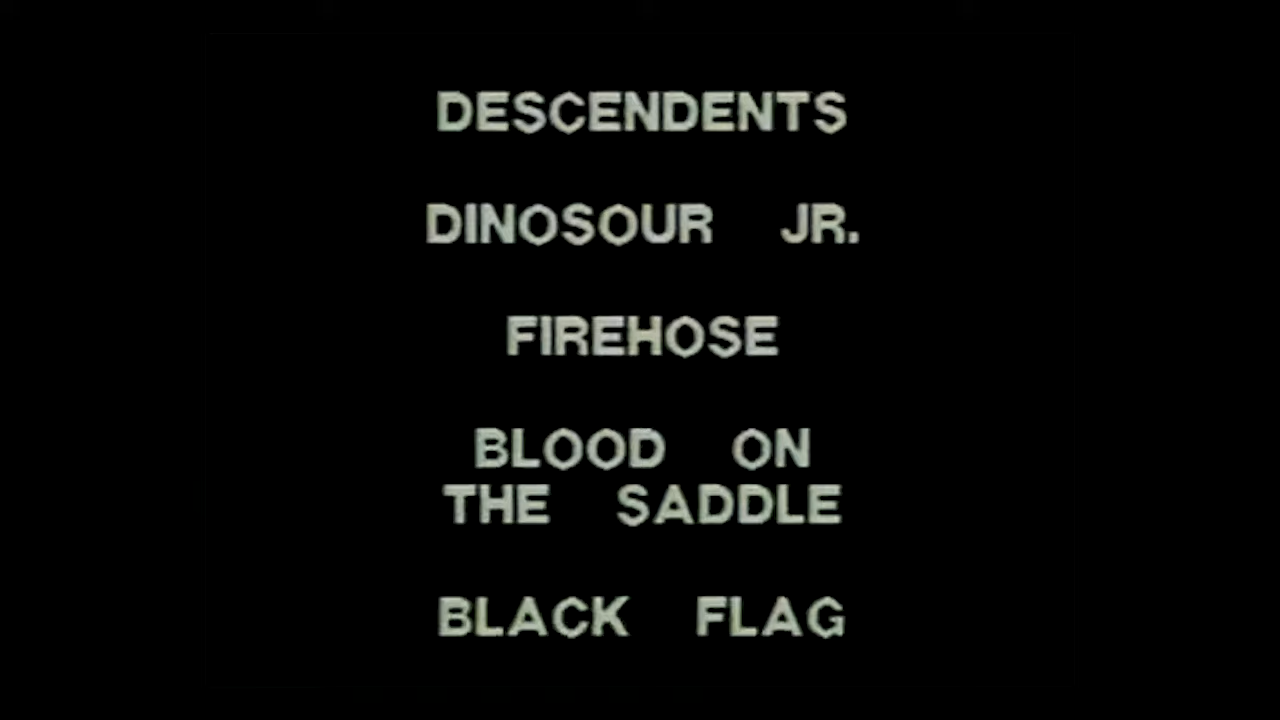 DESCENDENTS
DINOSOUR JR.
FIREHOSE
BLOOD ON
THE SADDLE
BLACK FLAG